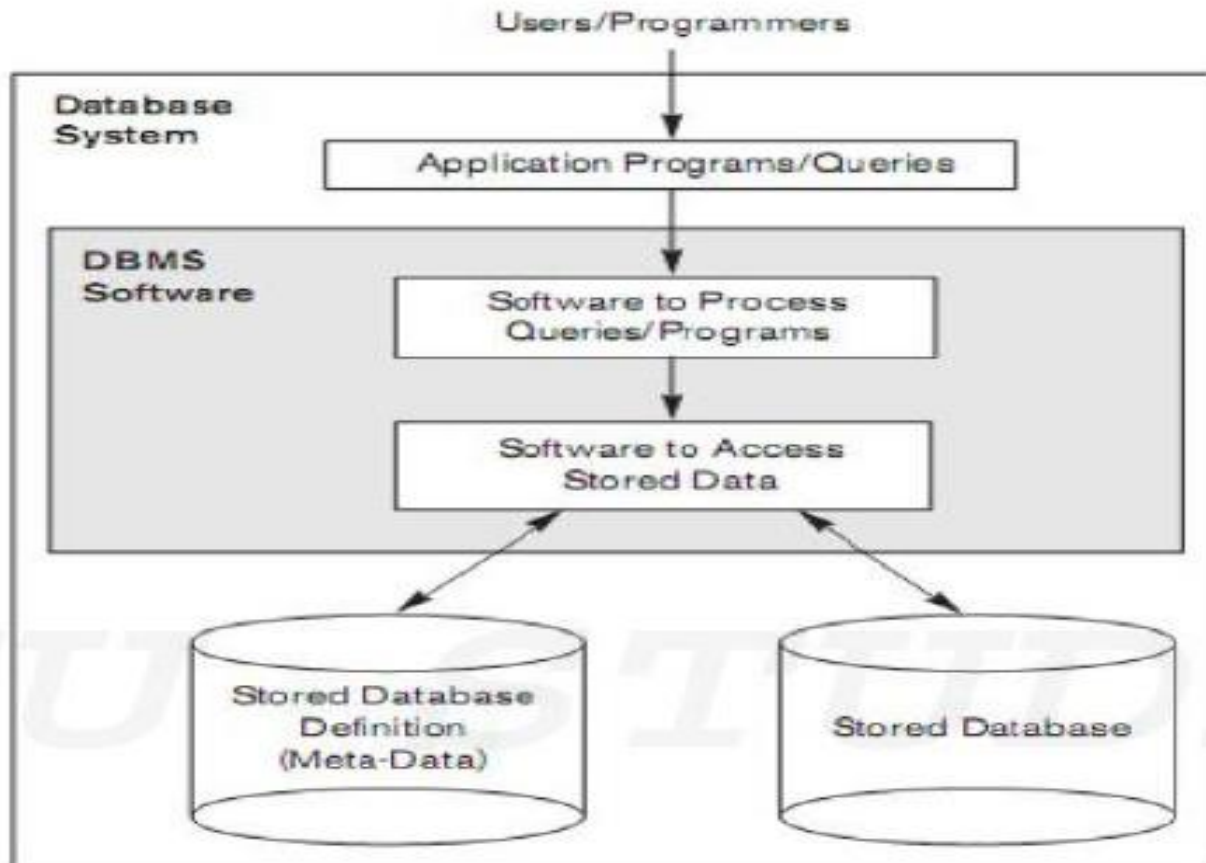 Users/Programmers
Database
System
Application Programs/Queries
DBMS
Software
Software to Process
Queries/Programs
Software to Access
Stored Data
Stored Database
Definition
(Meta-Data)
Stored Database